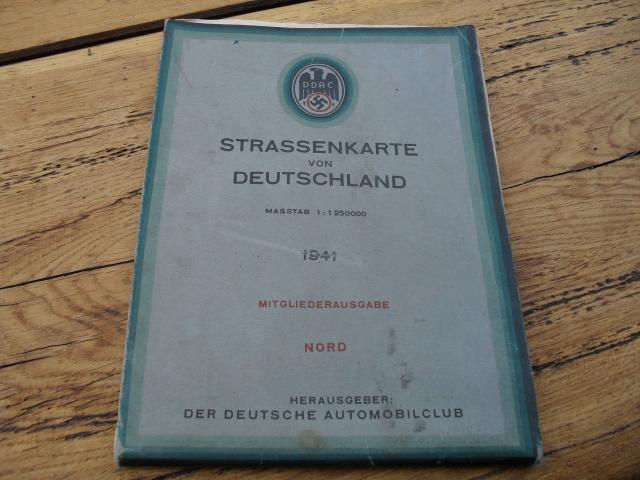 DDAC
STRASSENKARTE
VON
DEUTSCHLAND
MASSTAB 1:1250000
1941
MITGLIEDERAUSGABE
NORD
HERAUSGEBER:
DER DEUTSCHE AUTOMOBILCLUB